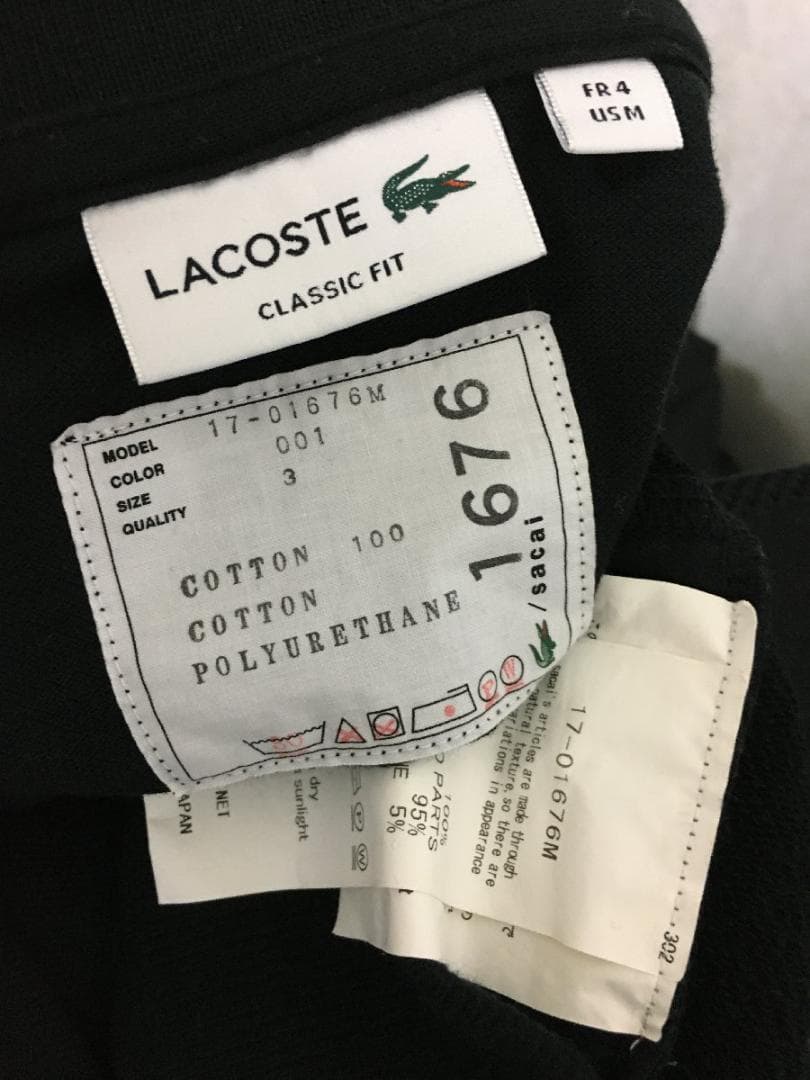 FR 4
US M
LACOSTE
CLASSIC FIT
MODEL 17-01676M
COLOR 001
SIZE 3
QUALITY
COTTON 100
COTTON
POLYURETHANE
1676
/sacai
sacai's articles are made through
natural texture, so there are
variations in appearance
17-01676M
100%
PARTS
95%
5%
dry
sunlight
NET
302